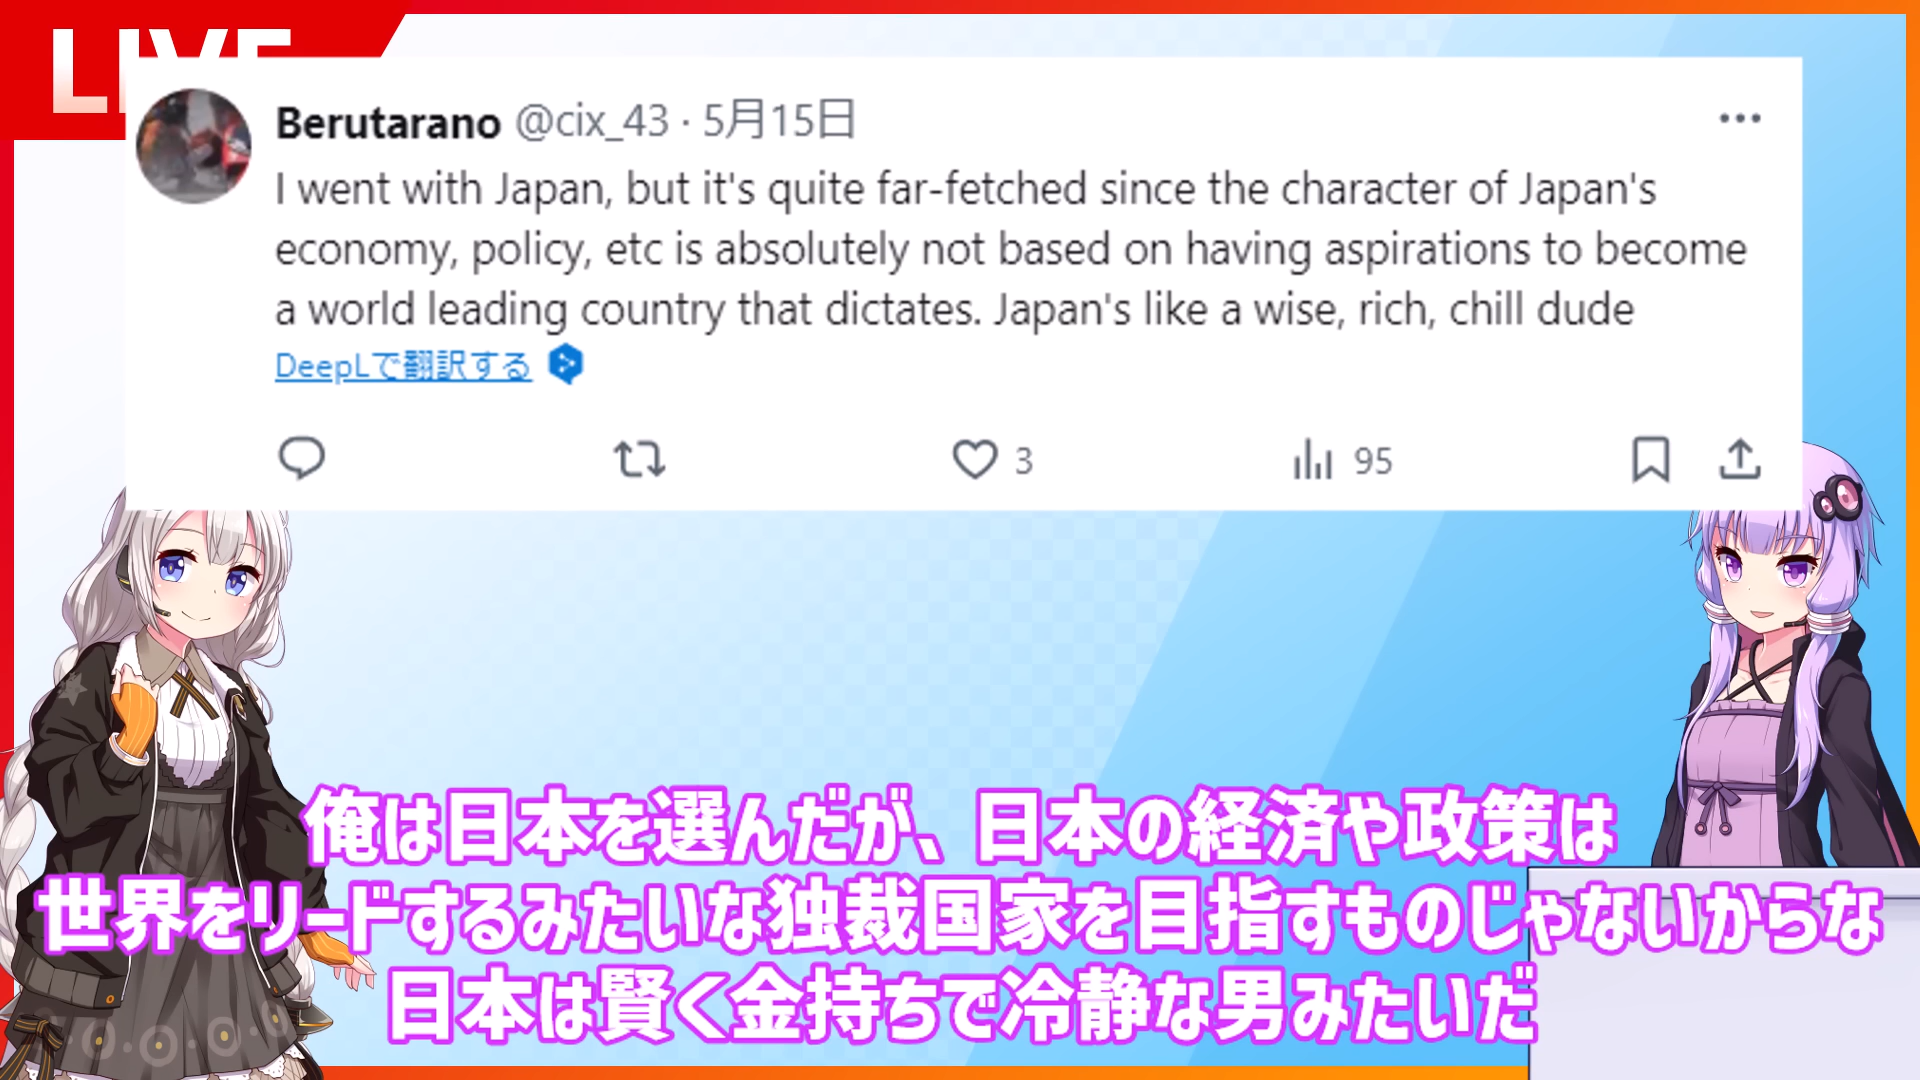 LIVE
Berutarano @cix_43 · 5月15日
I went with Japan, but it's quite far-fetched since the character of Japan's
economy, policy, etc is absolutely not based on having aspirations to become
a world leading country that dictates. Japan's like a wise, rich, chill dude
DeepLで翻訳する
3 95
俺は日本を選んだが、日本の経済や政策は
世界をリードするみたいな独裁国家を目指すものじゃないからな
日本は賢く金持ちで冷静な男みたいだ